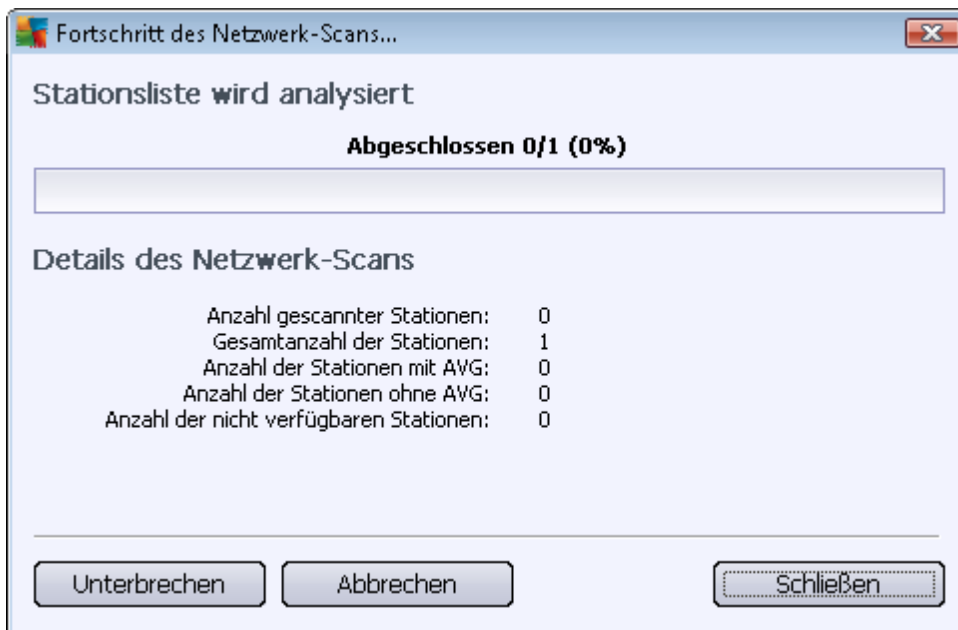 Fortschritt des Netzwerk-Scans...
Stationsliste wird analysiert
Abgeschlossen 0/1 (0%)
Details des Netzwerk-Scans
Anzahl gescannter Stationen: 0
Gesamtanzahl der Stationen: 1
Anzahl der Stationen mit AVG: 0
Anzahl der Stationen ohne AVG: 0
Anzahl der nicht verfügbaren Stationen: 0
Unterbrechen Abbrechen Schließen